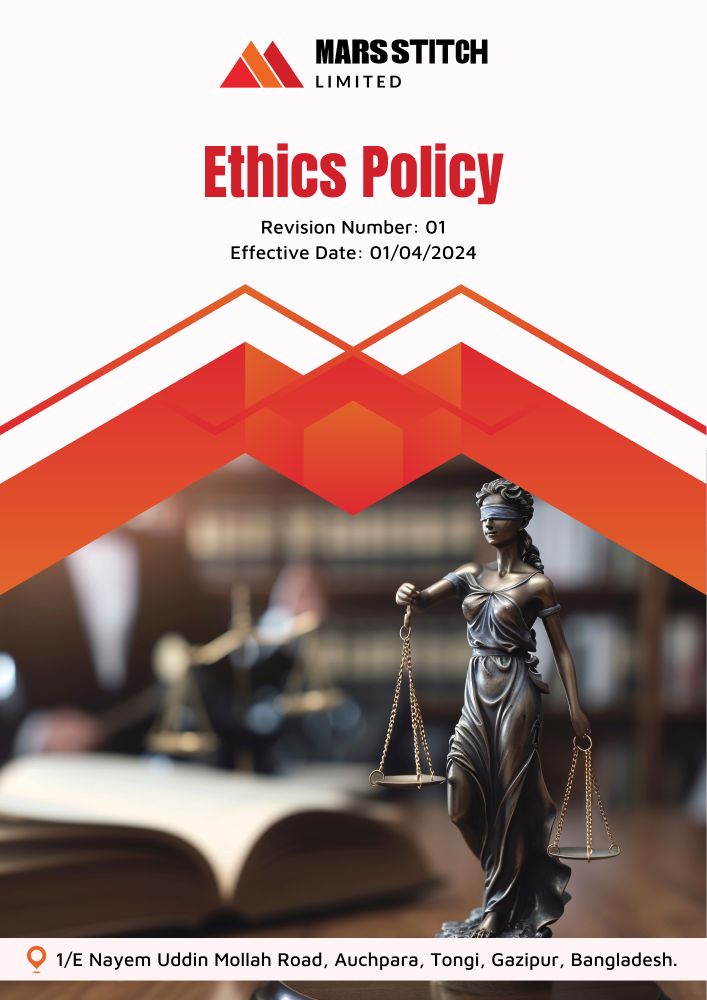 MARS STITCH
LIMITED
Ethics Policy
Revision Number: 01
Effective Date: 01/04/2024
1/E Nayem Uddin Mollah Road, Auchpara, Tongi, Gazipur, Bangladesh.